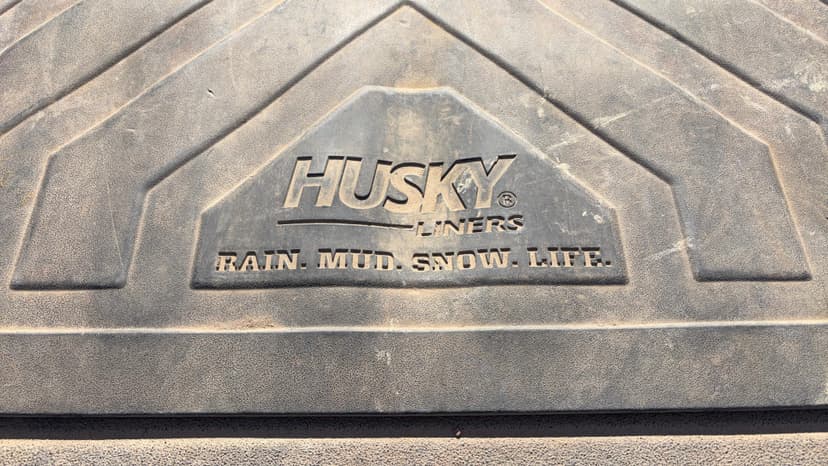 HUSKY®
LINERS
RAIN. MUD. SNOW. LIFE.